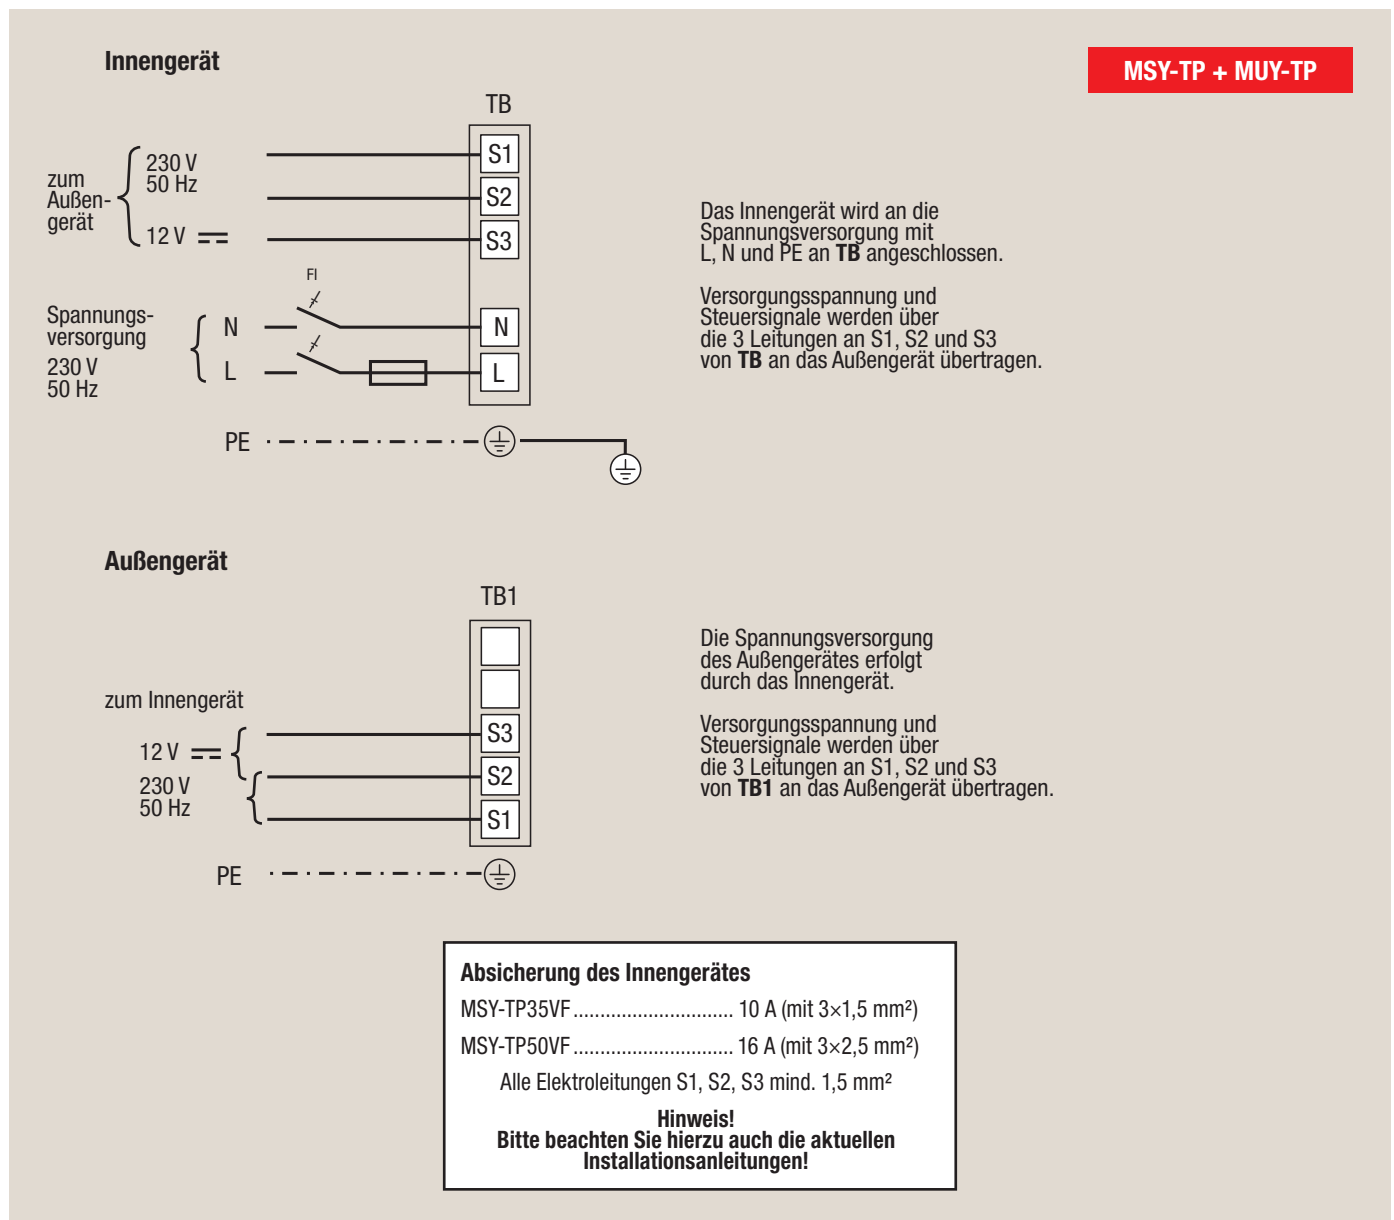 Innengerät
MSY-TP + MUY-TP
TB
zum
Außen-
gerät
230 V
50 Hz
12 V
S1
S2
S3
FI
Spannungs-
versorgung
230 V
50 Hz
N
L
N
L
PE
Das Innengerät wird an die
Spannungsversorgung mit
L, N und PE an TB angeschlossen.
Versorgungsspannung und
Steuersignale werden über
die 3 Leitungen an S1, S2 und S3
von TB an das Außengerät übertragen.
Außengerät
TB1
zum Innengerät
12 V
230 V
50 Hz
S3
S2
S1
PE
Die Spannungsversorgung
des Außengerätes erfolgt
durch das Innengerät.
Versorgungsspannung und
Steuersignale werden über
die 3 Leitungen an S1, S2 und S3
von TB1 an das Außengerät übertragen.
Absicherung des Innengerätes
MSY-TP35VF .............................. 10 A (mit 3×1,5 mm²)
MSY-TP50VF .............................. 16 A (mit 3×2,5 mm²)
Alle Elektroleitungen S1, S2, S3 mind. 1,5 mm²
Hinweis!
Bitte beachten Sie hierzu auch die aktuellen
Installationsanleitungen!